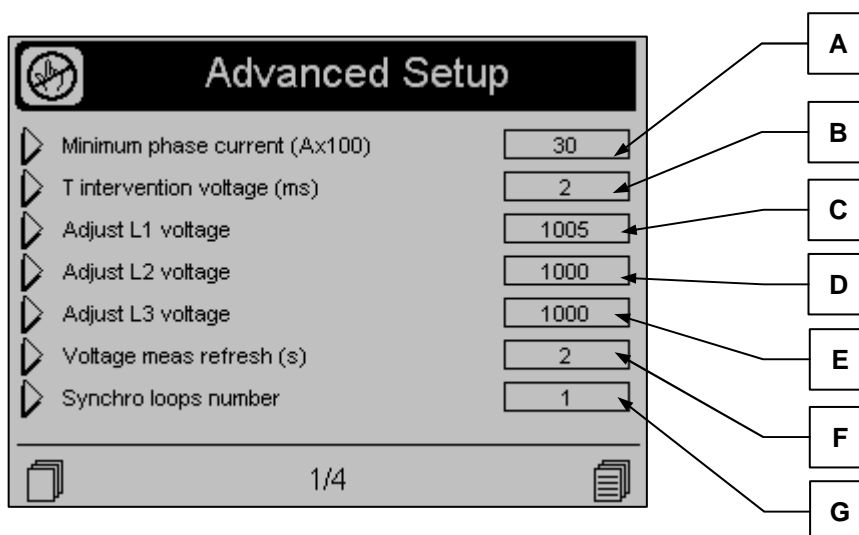 Advanced Setup
A
Minimum phase current (Ax100) 30
B
T intervention voltage (ms) 2
C
Adjust L1 voltage 1005
D
Adjust L2 voltage 1000
E
Adjust L3 voltage 1000
F
Voltage meas refresh (s) 2
G
Synchro loops number 1
1/4